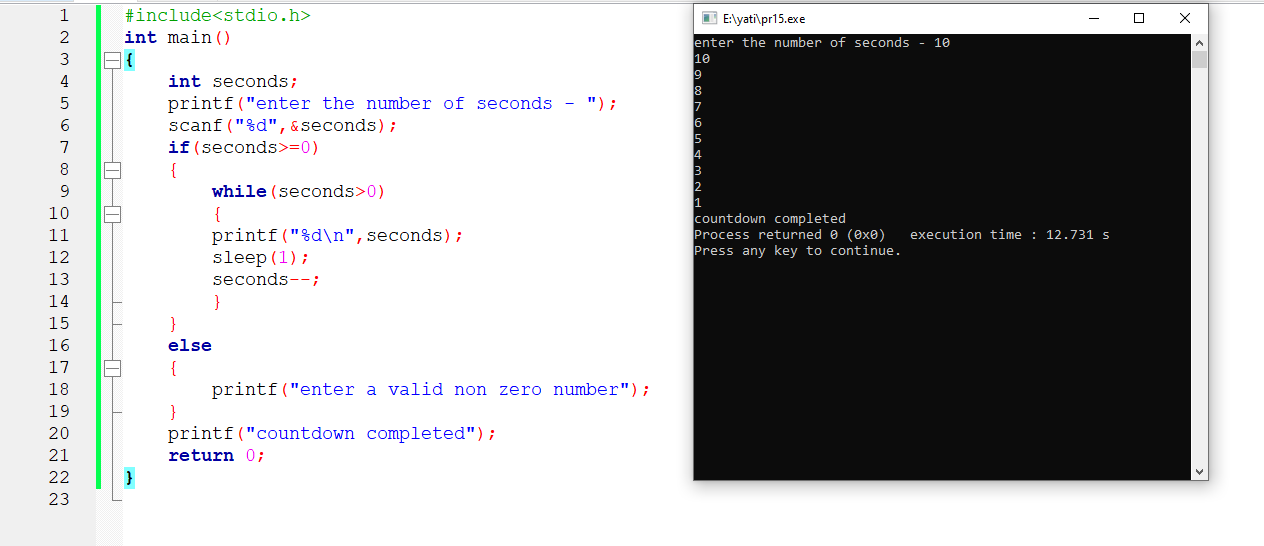 1 #include<stdio.h>
2 int main()
3 {
4 int seconds;
5 printf("enter the number of seconds - ");
6 scanf("%d",&seconds);
7 if(seconds>=0)
8 {
9 while(seconds>0)
10 {
11 printf("%d\n",seconds);
12 sleep(1);
13 seconds--;
14 }
15 }
16 else
17 {
18 printf("enter a valid non zero number");
19 }
20 printf("countdown completed");
21 return 0;
22 }
23
E:\yati\pr15.exe
enter the number of seconds - 10
10
9
8
7
6
5
4
3
2
1
countdown completed
Process returned 0 (0x0)   execution time : 12.731 s
Press any key to continue.